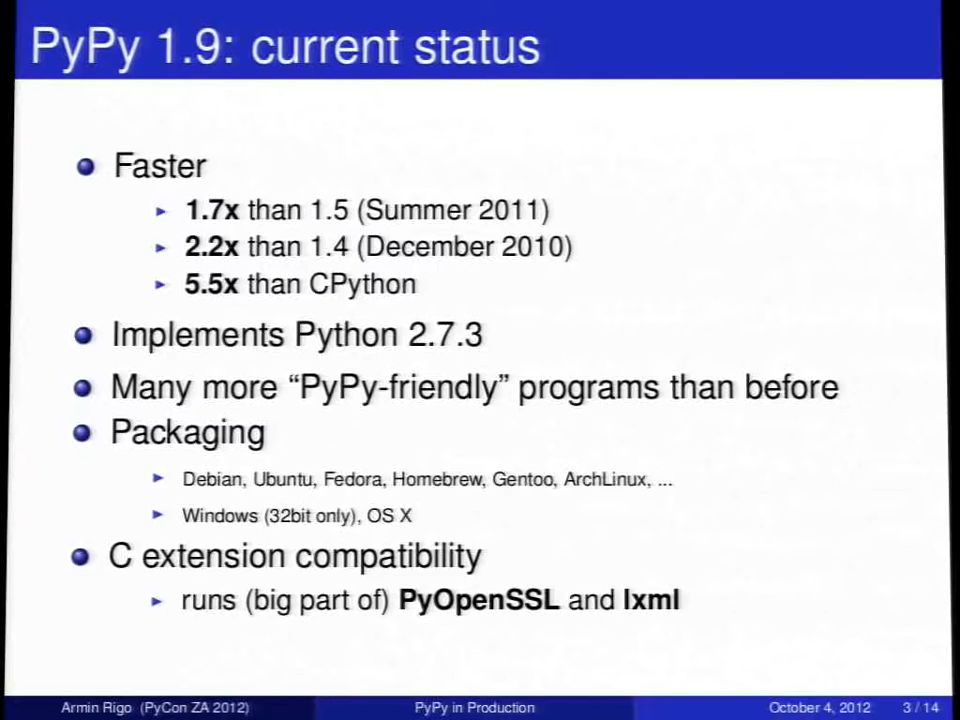 PyPy 1.9: current status
Faster
1.7x than 1.5 (Summer 2011)
2.2x than 1.4 (December 2010)
5.5x than CPython
Implements Python 2.7.3
Many more “PyPy-friendly” programs than before
Packaging
Debian, Ubuntu, Fedora, Homebrew, Gentoo, ArchLinux, ...
Windows (32bit only), OS X
C extension compatibility
runs (big part of) PyOpenSSL and lxml
Armin Rigo (PyCon ZA 2012) PyPy in Production October 4, 2012 3 / 14